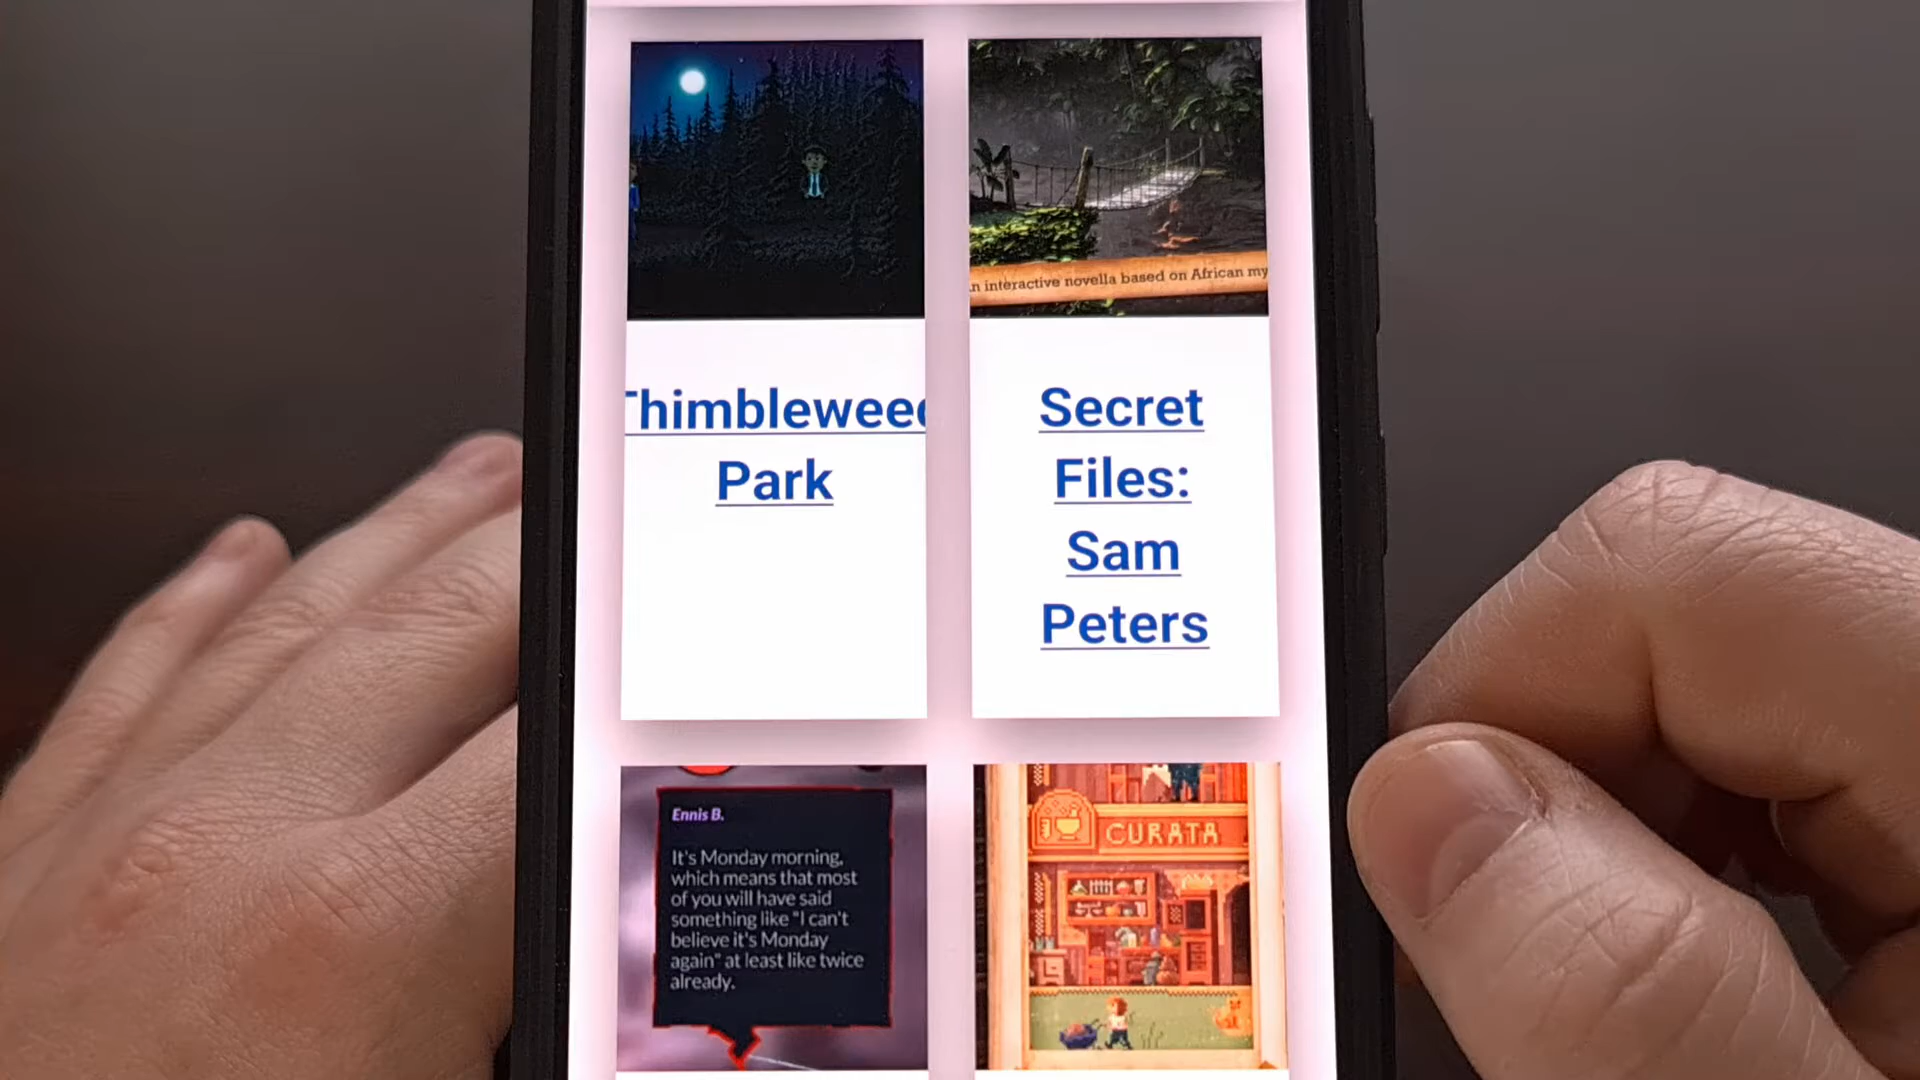 n interactive novella based on African my
Thimbleweed
Park
Secret
Files:
Sam
Peters
Ennis B.
It's Monday morning,
which means that most
of you will have said
something like "I can't
believe it's Monday
again" at least like twice
already.
CURATA